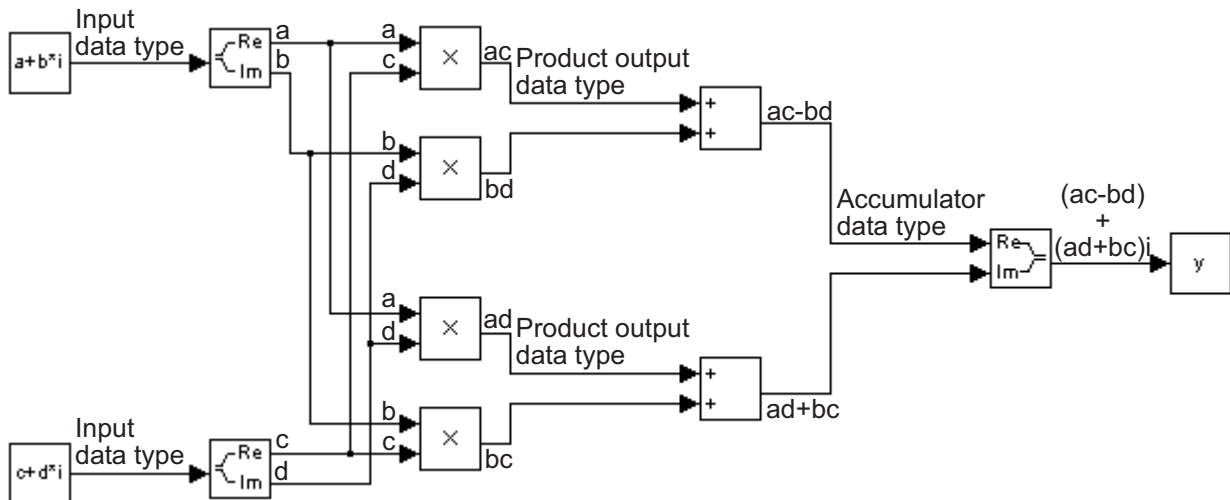 a+b*i
Input
data type
Re
Im
a
b
a
c
×
ac
Product output
data type
b
d
×
bd
+
+
ac-bd
Accumulator
data type
Re
Im
(ac-bd)
+
(ad+bc)i
y
a
d
×
ad
Product output
data type
b
c
×
bc
+
+
ad+bc
c+d*i
Input
data type
Re
Im
c
d